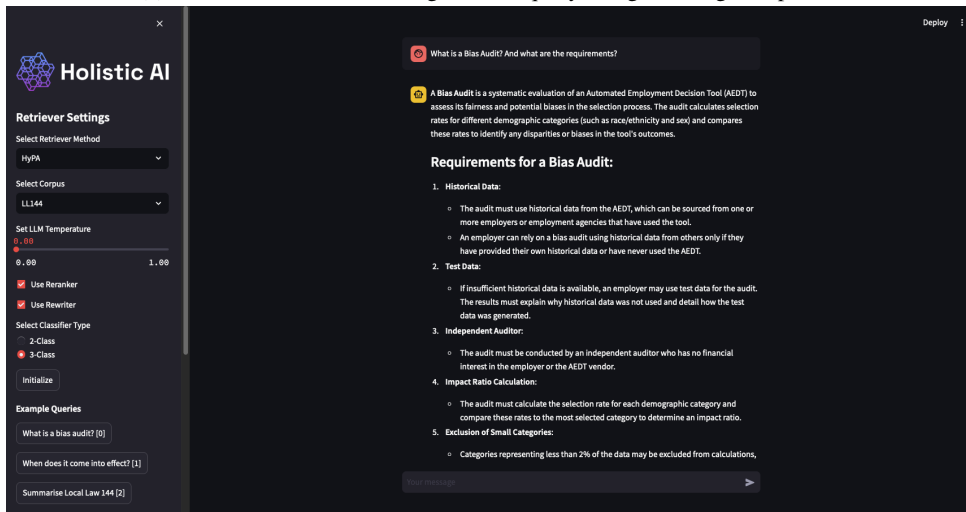 ×
Holistic AI
Retriever Settings
Select Retriever Method
HyPA
Select Corpus
LL144
Set LLM Temperature
0.00
0.00 1.00
Use Reranker
Use Rewriter
Select Classifier Type
2-Class
3-Class
Initialize
Example Queries
What is a bias audit? [0]
When does it come into effect? [1]
Summarise Local Law 144 [2]
Deploy
What is a Bias Audit? And what are the requirements?
A Bias Audit is a systematic evaluation of an Automated Employment Decision Tool (AEDT) to
assess its fairness and potential biases in the selection process. The audit calculates selection
rates for different demographic categories (such as race/ethnicity and sex) and compares
these rates to identify any disparities or biases in the tool's outcomes.
Requirements for a Bias Audit:
1. Historical Data:
The audit must use historical data from the AEDT, which can be sourced from one or
more employers or employment agencies that have used the tool.
An employer can rely on a bias audit using historical data from others only if they
have provided their own historical data or have never used the AEDT.
2. Test Data:
If insufficient historical data is available, an employer may use test data for the audit.
The results must explain why historical data was not used and detail how the test
data was generated.
3. Independent Auditor:
The audit must be conducted by an independent auditor who has no financial
interest in the employer or the AEDT vendor.
4. Impact Ratio Calculation:
The audit must calculate the selection rate for each demographic category and
compare these rates to the most selected category to determine an impact ratio.
5. Exclusion of Small Categories:
Categories representing less than 2% of the data may be excluded from calculations,
Your message